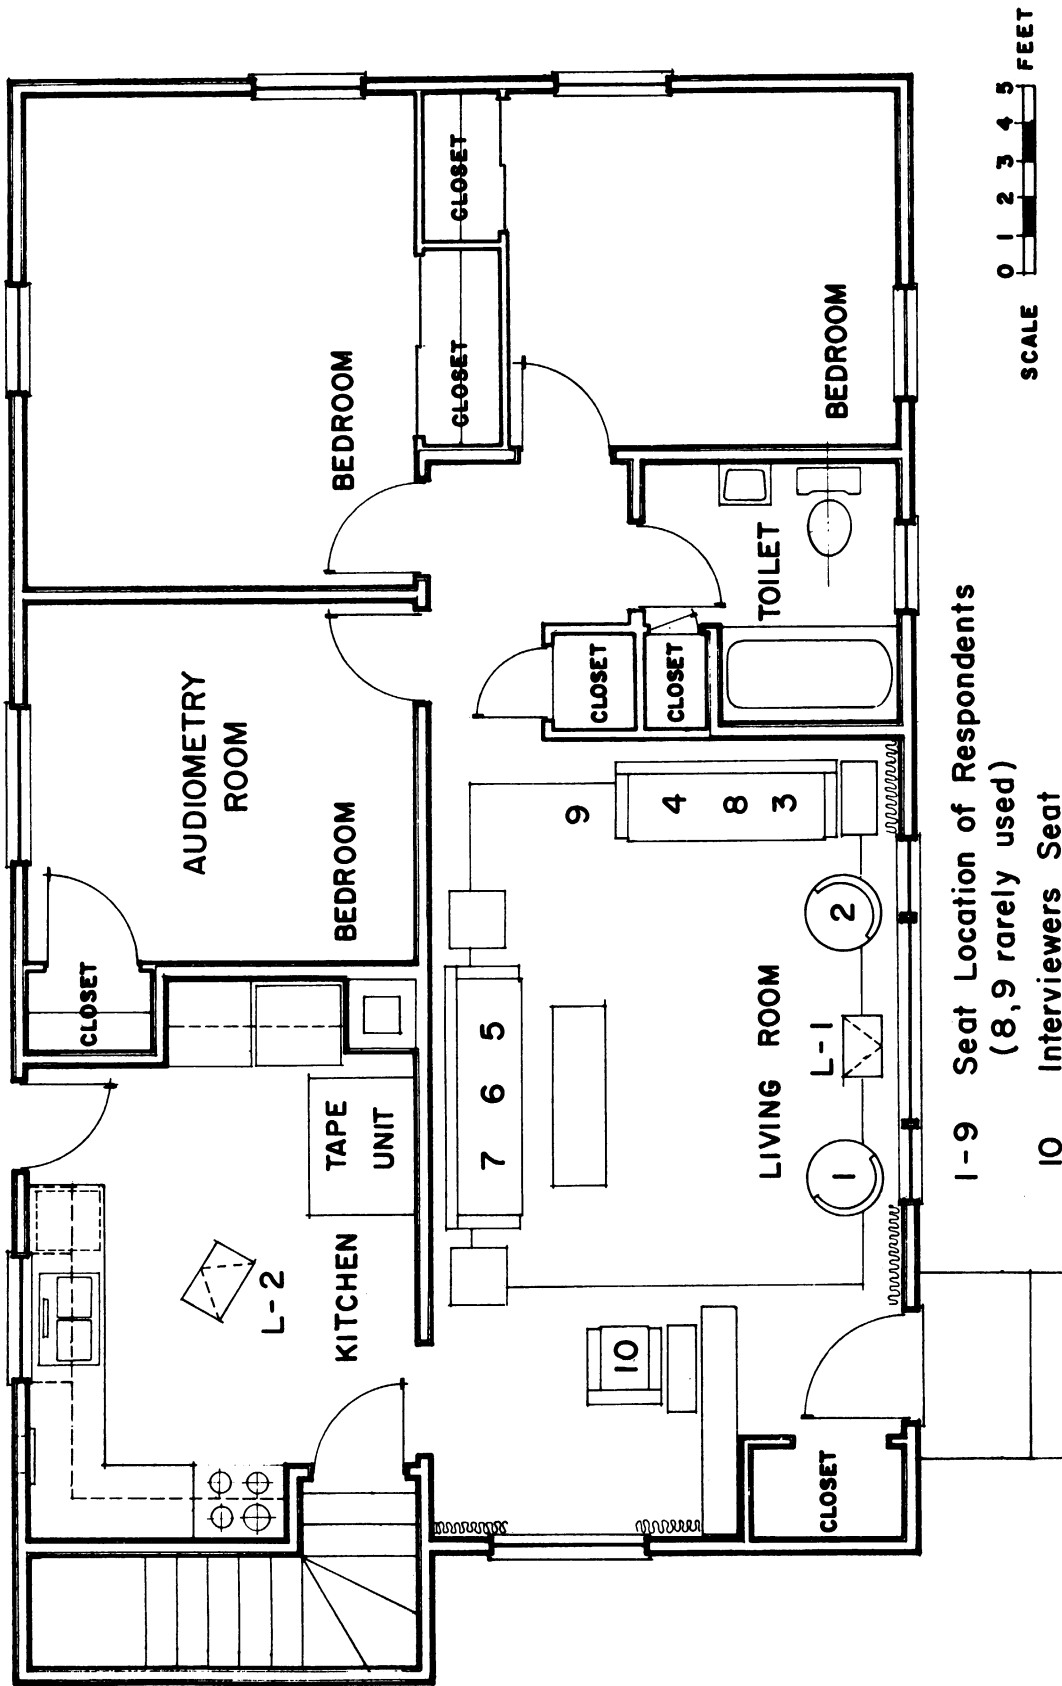 CLOSET
AUDIOMETRY
ROOM
L-2
KITCHEN
TAPE
UNIT
BEDROOM
BEDROOM
CLOSET
CLOSET
7 6 5
9
CLOSET
10
4
CLOSET
8
3
LIVING ROOM
TOILET
CLOSET
L-1
BEDROOM
1
2
1-9 Seat Location of Respondents
(8,9 rarely used)
10 Interviewers Seat
SCALE 0 1 2 3 4 5 FEET